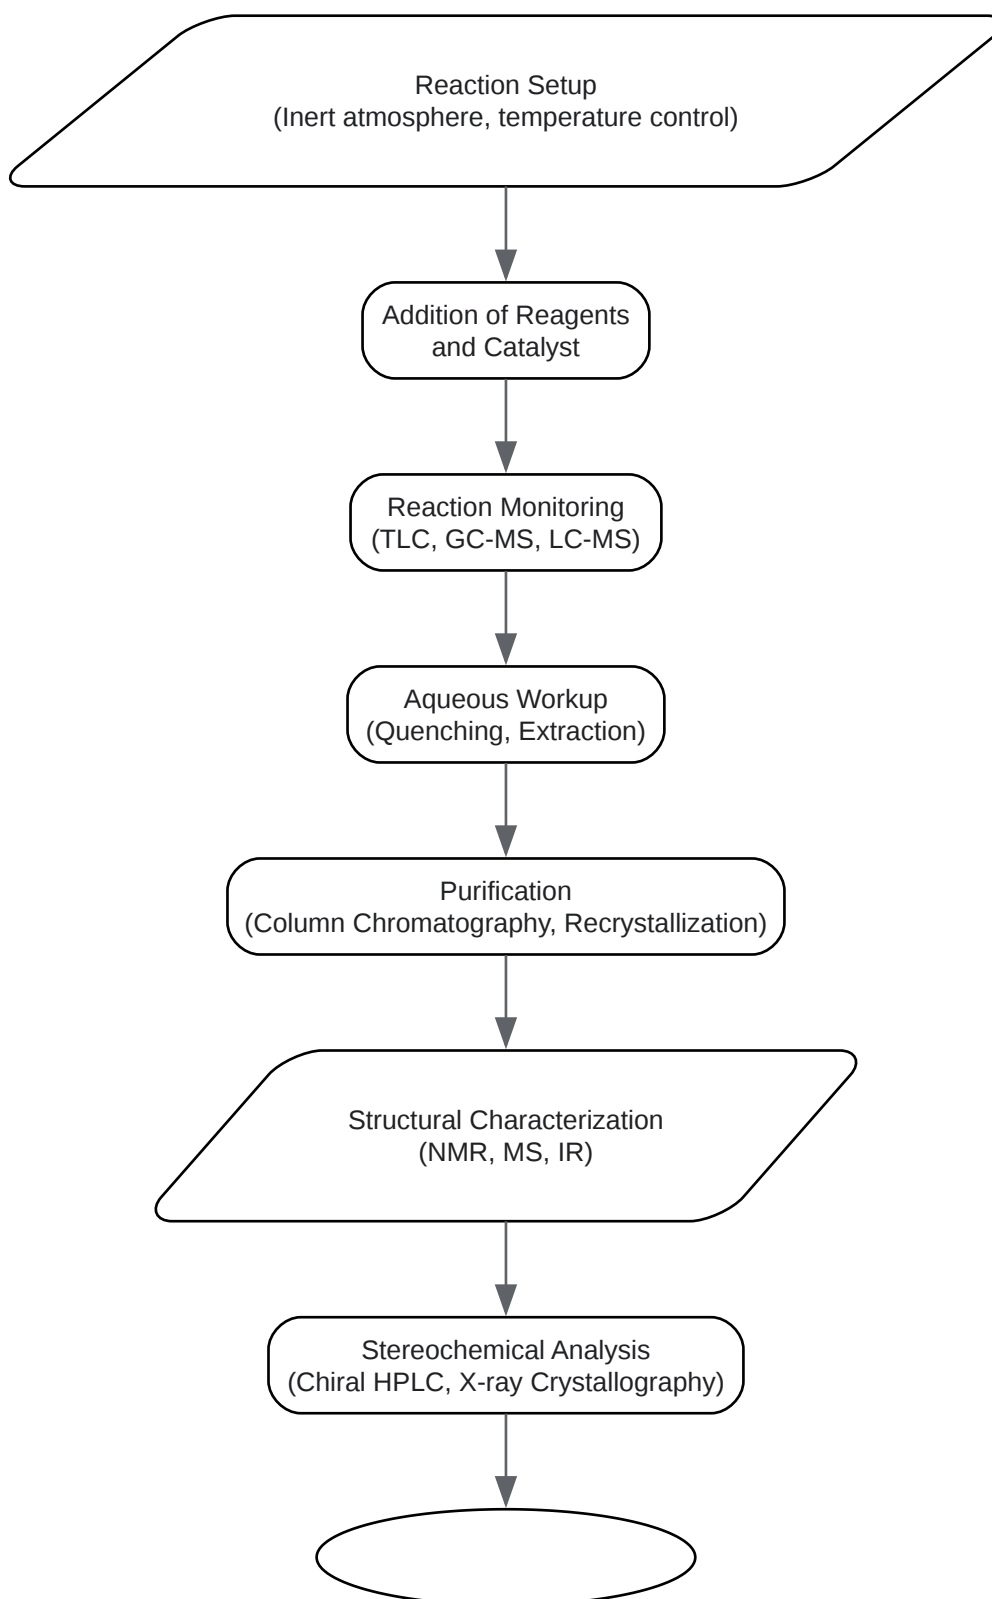 Reaction Setup
(Inert atmosphere, temperature control)
Addition of Reagents
and Catalyst
Reaction Monitoring
(TLC, GC-MS, LC-MS)
Aqueous Workup
(Quenching, Extraction)
Purification
(Column Chromatography, Recrystallization)
Structural Characterization
(NMR, MS, IR)
Stereochemical Analysis
(Chiral HPLC, X-ray Crystallography)